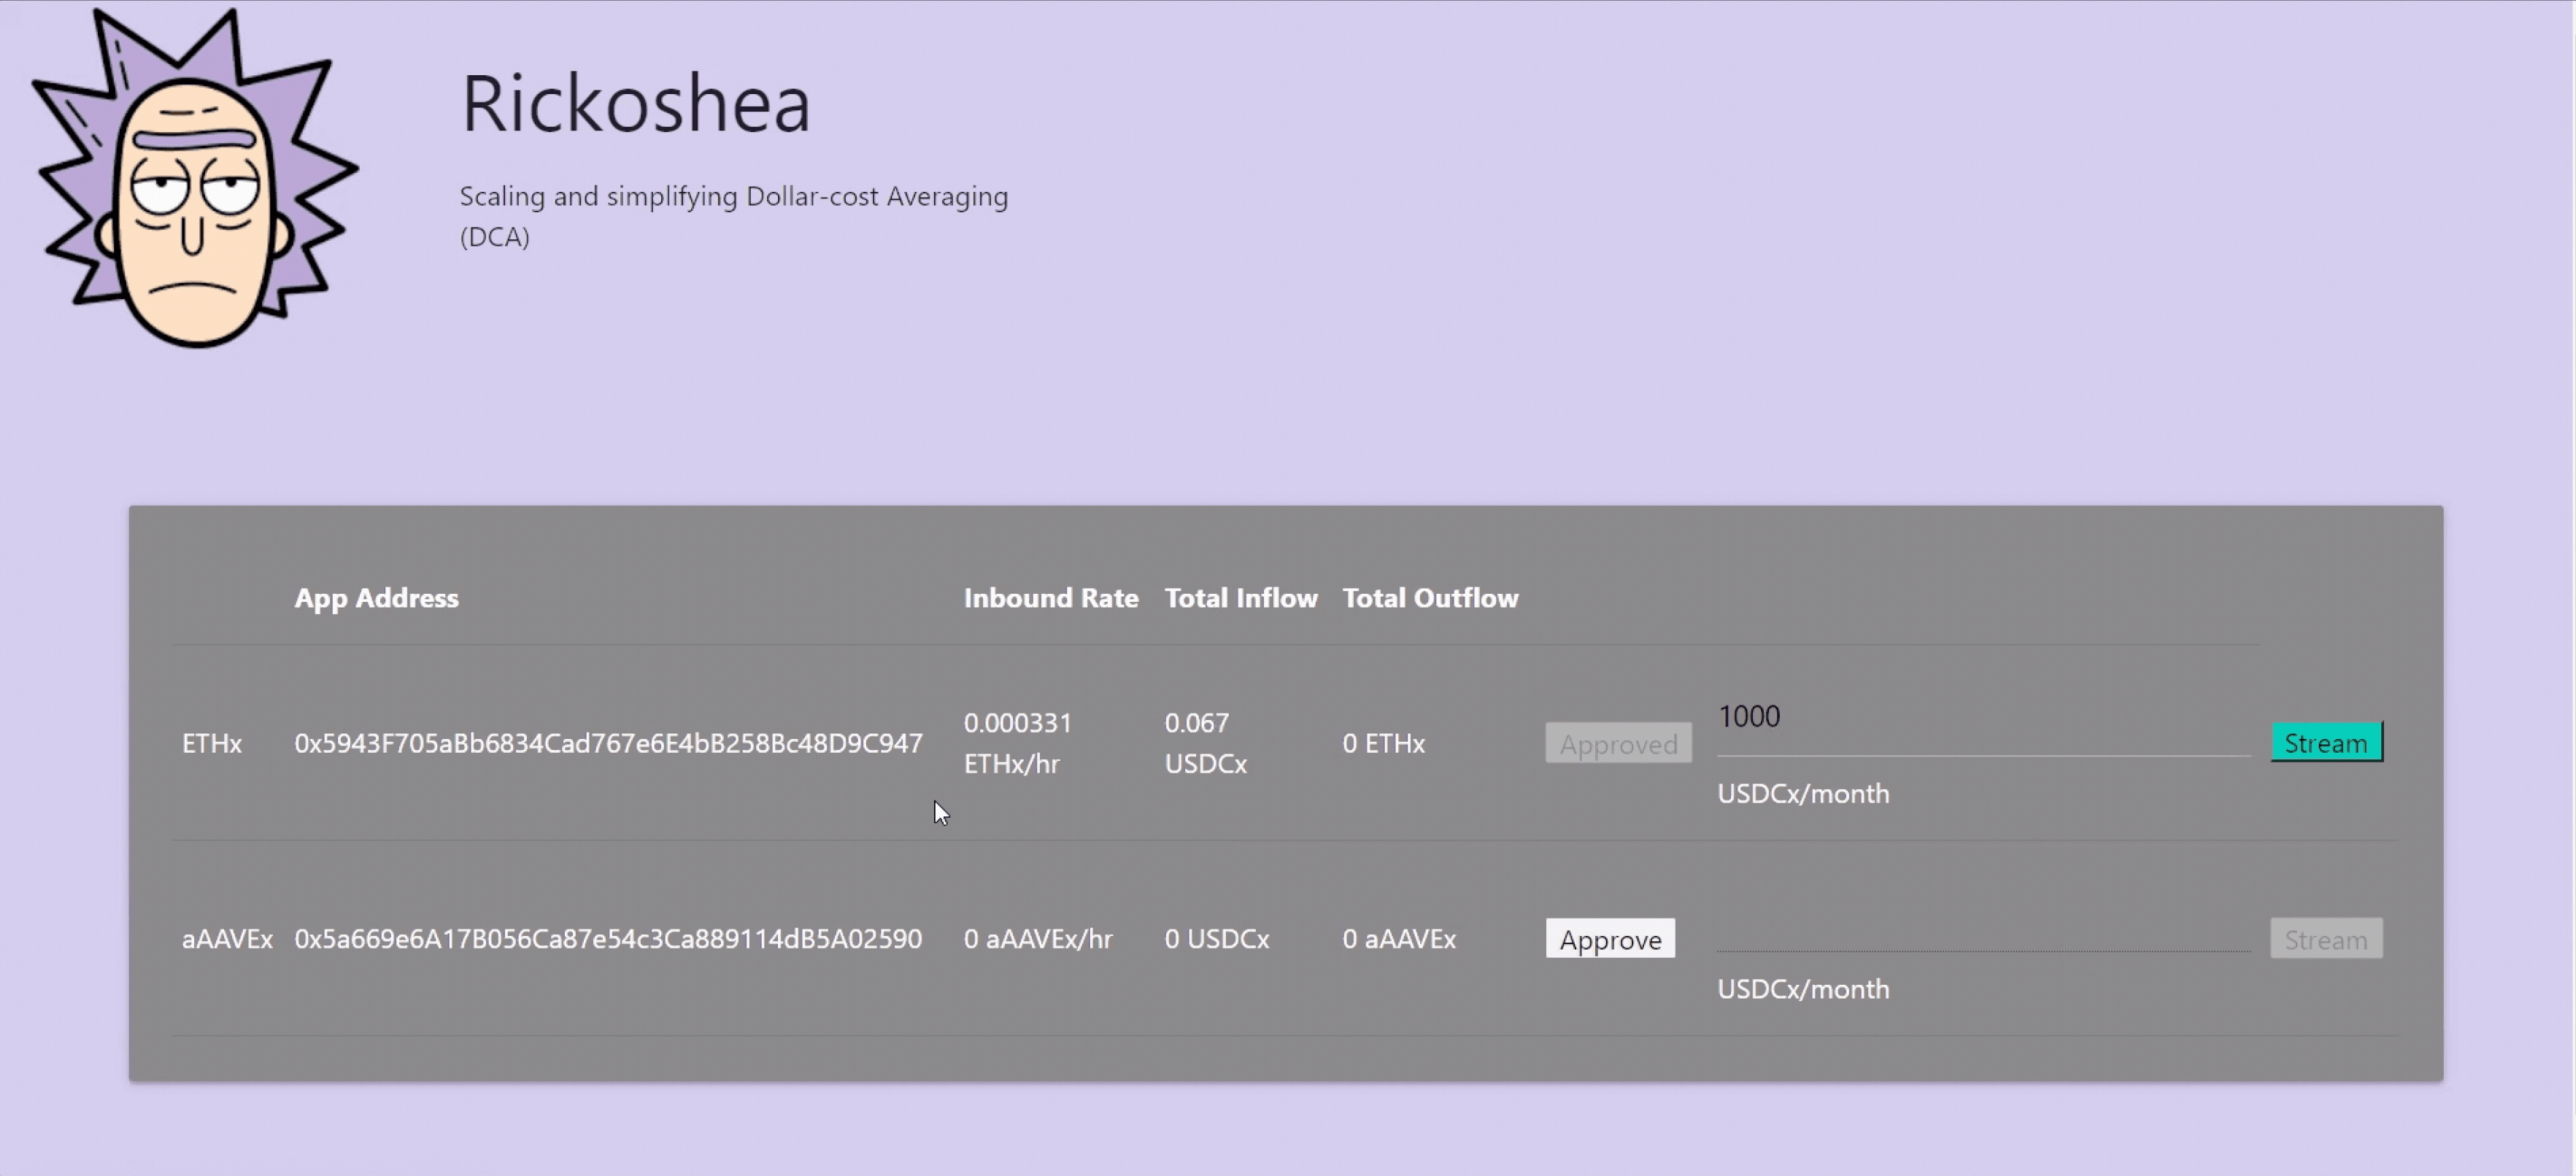 Rickoshea
Scaling and simplifying Dollar-cost Averaging
(DCA)
App Address Inbound Rate Total Inflow Total Outflow
ETHx 0x5943F705aBb6834Cad767e6E4bB258Bc48D9C947 0.000331 ETHx/hr 0.067 USDCx 0 ETHx Approved 1000 USDCx/month Stream
aAAVEx 0x5a669e6A17B056Ca87e54c3Ca889114dB5A02590 0 aAAVEx/hr 0 USDCx 0 aAAVEx Approve USDCx/month Stream